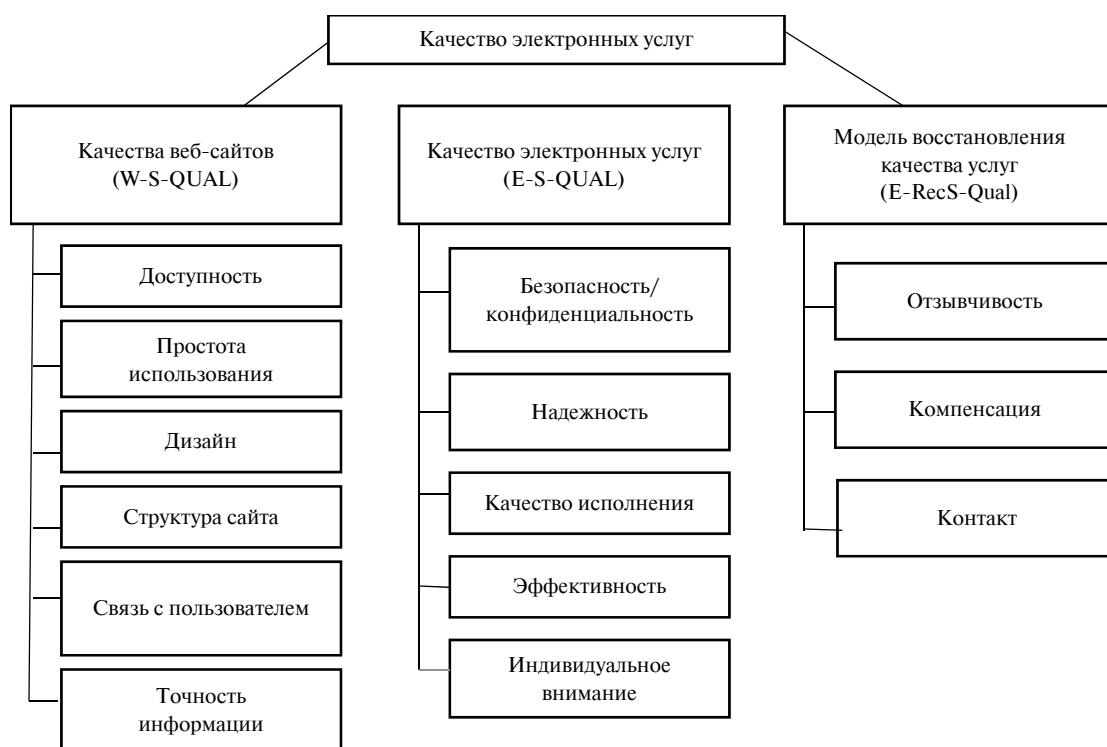 Качество электронных услуг
Качества веб-сайтов
(W-S-QUAL)
Доступность
Простота
использования
Дизайн
Структура сайта
Связь с пользователем
Точность
информации
Качество электронных услуг
(E-S-QUAL)
Безопасность/
конфиденциальность
Надежность
Качество исполнения
Эффективность
Индивидуальное
внимание
Модель восстановления
качества услуг
(E-RecS-Qual)
Отзывчивость
Компенсация
Контакт